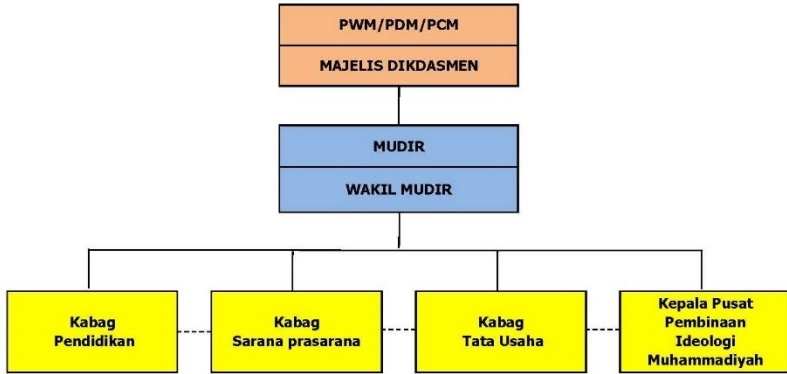 PWM/PDM/PCM
MAJELIS DIKDASMEN
MUDIR
WAKIL MUDIR
Kabag
Pendidikan
Kabag
Sarana prasarana
Kabag
Tata Usaha
Kepala Pusat
Pembinaan
Ideologi
Muhammadiyah